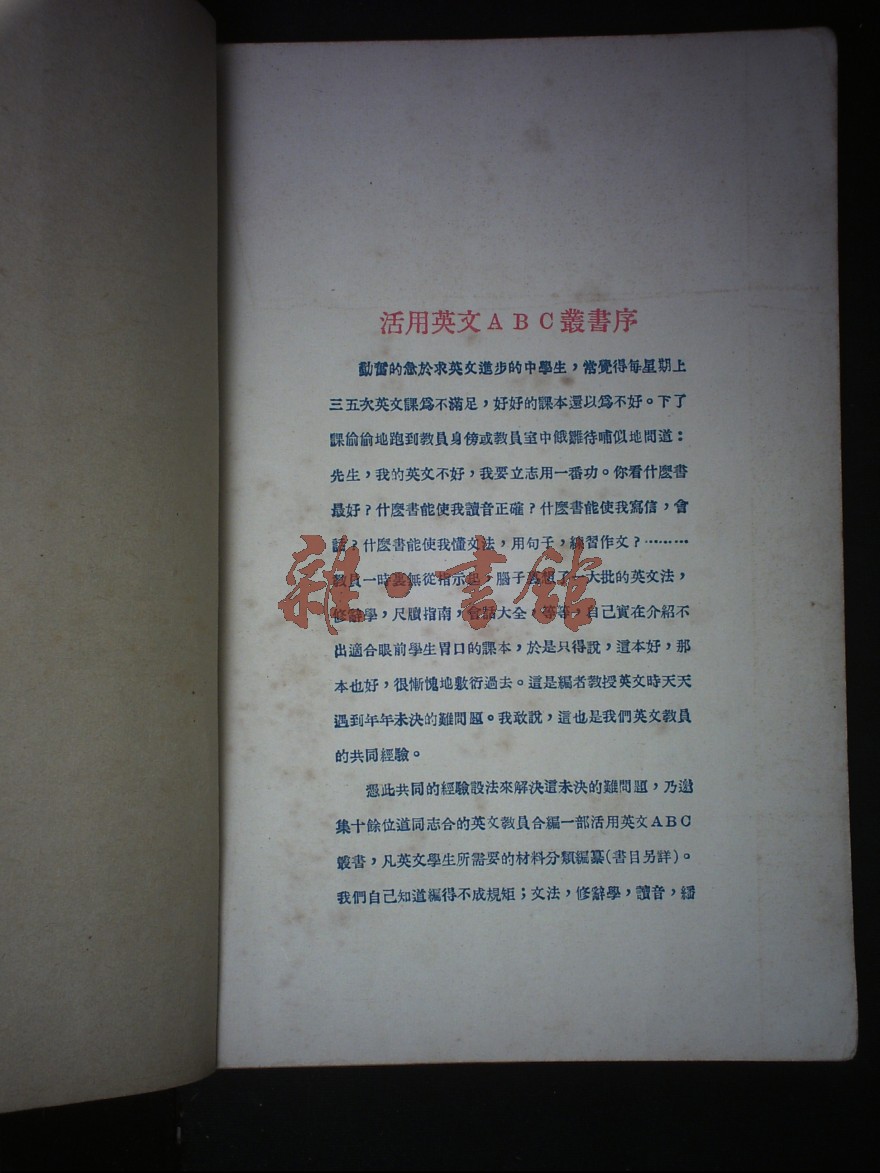 活用英文ABC叢書序
勤奮的急於求英文進步的中學生，常覺得每星期上
三五次英文課爲不滿足，好好的課本還以爲不好。下了
課偷偷地跑到教員身傍或教員室中餓雛待哺似地問道：
先生，我的英文不好，我要立志用一番功。你看什麽書
最好？什麽書能使我讀音正確？什麽書能使我寫信，會
話？什麽書能使我懂文法，用句子，練習作文？………
教員一時裏無從指示起，腦子裏想了一大批的英文法，
修辭學，尺牘指南，會話大全，等等，自己實在介紹不
出適合眼前學生胃口的課本，於是只得說，這本好，那
本也好，很慚愧地敷衍過去。這是編者教授英文時天天
遇到年年未決的難問題。我敢說，這也是我們英文教員
的共同經驗。
憑此共同的經驗設法來解決這未決的難問題，乃邀
集十餘位道同志合的英文教員合編一部活用英文ABC
叢書，凡英文學生所需要的材料分類編纂(書目另詳)。
我們自己知道編得不成規矩；文法，修辭學，讀音，繙
雜·書館